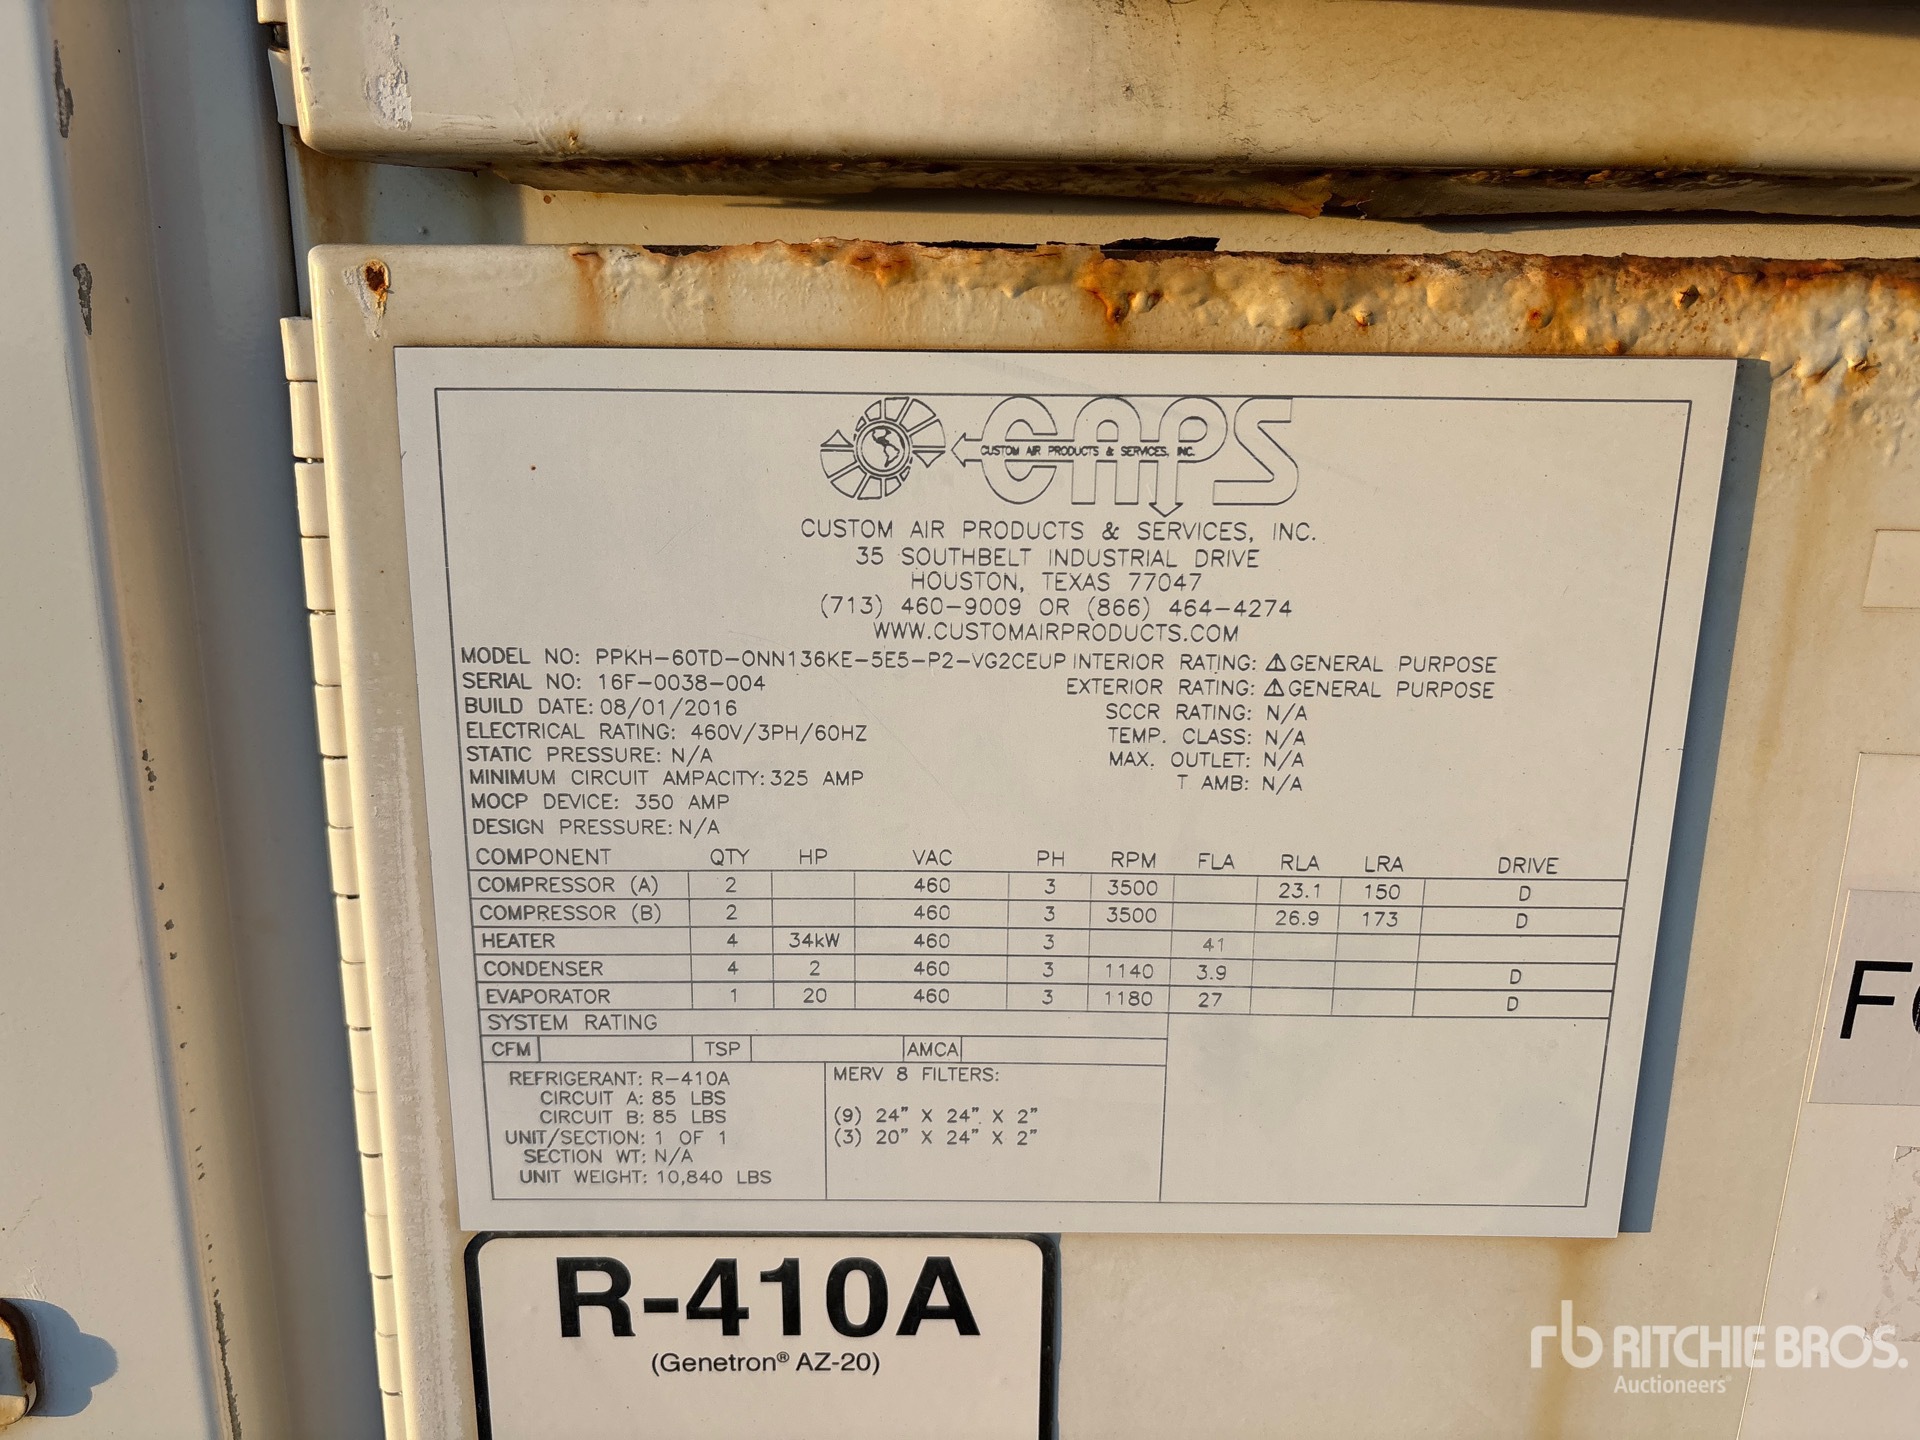 CAPS
CUSTOM AIR PRODUCTS & SERVICES, INC.
CUSTOM AIR PRODUCTS & SERVICES, INC.
35 SOUTHBELT INDUSTRIAL DRIVE
HOUSTON, TEXAS 77047
(713) 460-9009 OR (866) 464-4274
WWW.CUSTOMAIRPRODUCTS.COM
MODEL NO: PPKH-60TD-0NN136KE-5E5-P2-VG2CEUP INTERIOR RATING: ⚠ GENERAL PURPOSE
SERIAL NO: 16F-0038-004 EXTERIOR RATING: ⚠ GENERAL PURPOSE
BUILD DATE: 08/01/2016 SCCR RATING: N/A
ELECTRICAL RATING: 460V/3PH/60HZ TEMP. CLASS: N/A
STATIC PRESSURE: N/A MAX. OUTLET: N/A
MINIMUM CIRCUIT AMPACITY: 325 AMP T AMB: N/A
MOCP DEVICE: 350 AMP
DESIGN PRESSURE: N/A
COMPONENT QTY HP VAC PH RPM FLA RLA LRA DRIVE
COMPRESSOR (A) 2 460 3 3500 23.1 150 D
COMPRESSOR (B) 2 460 3 3500 26.9 173 D
HEATER 4 34kW 460 3 41
CONDENSER 4 2 460 3 1140 3.9 D
EVAPORATOR 1 20 460 3 1180 27 D
SYSTEM RATING
CFM TSP AMCA
REFRIGERANT: R-410A MERV 8 FILTERS:
CIRCUIT A: 85 LBS
CIRCUIT B: 85 LBS (9) 24" X 24" X 2"
UNIT/SECTION: 1 OF 1 (3) 20" X 24" X 2"
SECTION WT: N/A
UNIT WEIGHT: 10,840 LBS
R-410A
(Genetron® AZ-20)
rb RITCHIE BROS.
Auctioneers